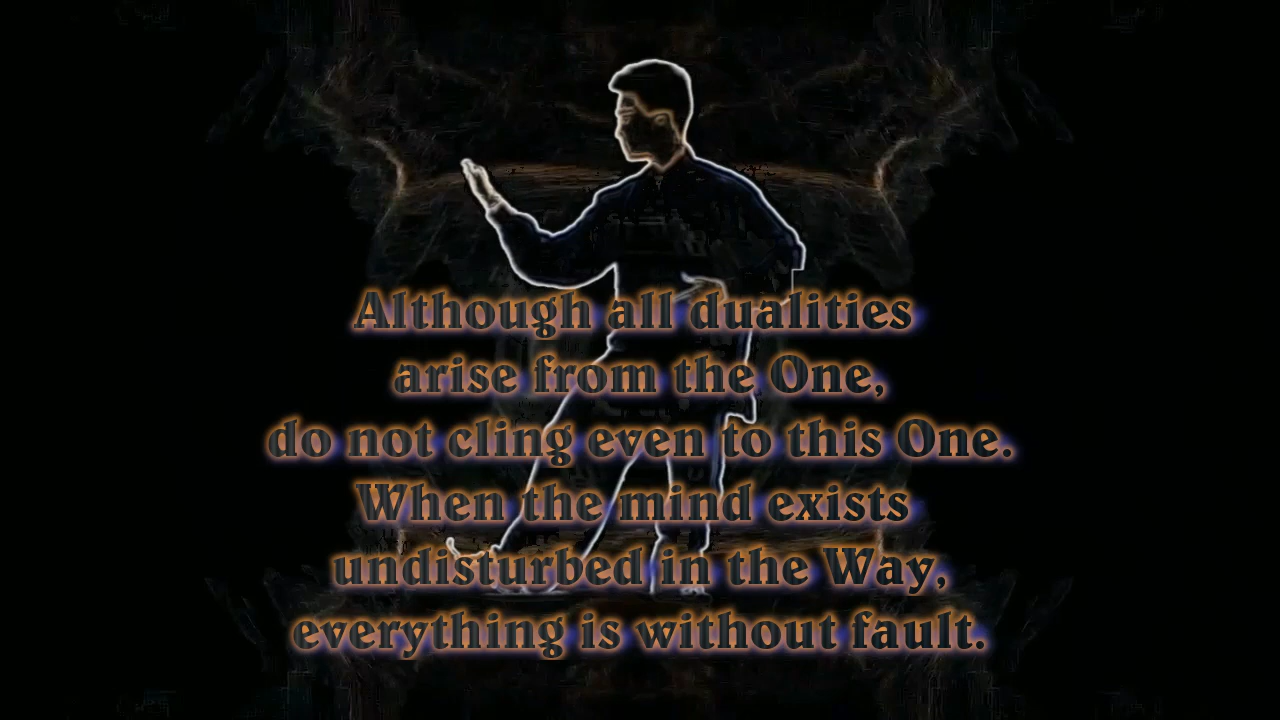 Although all dualities
arise from the One,
do not cling even to this One.
When the mind exists
undisturbed in the Way,
everything is without fault.